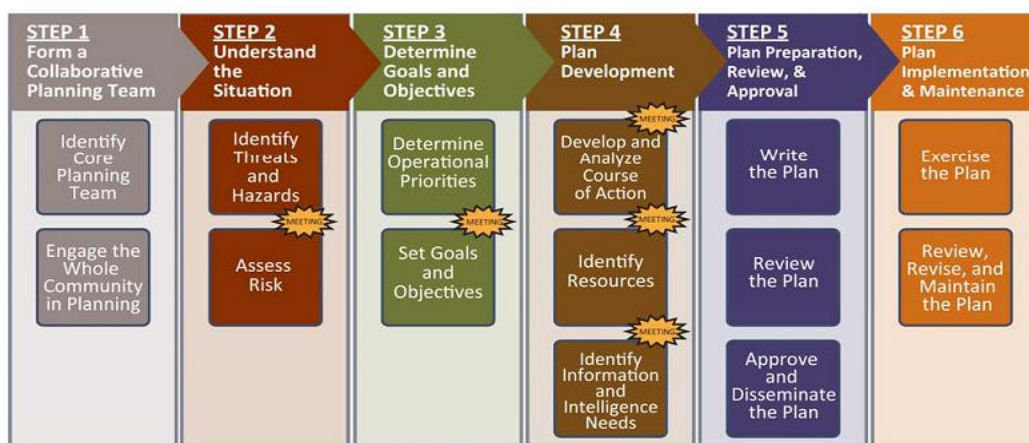 STEP 1
Form a
Collaborative
Planning Team
STEP 2
Understand
the
Situation
STEP 3
Determine
Goals and
Objectives
STEP 4
Plan
Development
STEP 5
Plan Preparation,
Review, &
Approval
STEP 6
Plan
Implementation
& Maintenance
Identify
Core
Planning
Team
Engage the
Whole
Community
in Planning
Identify
Threats
and
Hazards
MEETING
Assess
Risk
Determine
Operational
Priorities
MEETING
Set Goals
and
Objectives
MEETING
Develop and
Analyze
Course
of Action
MEETING
Identify
Resources
MEETING
Identify
Information
and
Intelligence
Needs
Write
the Plan
Review
the Plan
Approve
and
Disseminate
the Plan
Exercise
the Plan
Review,
Revise, and
Maintain
the Plan